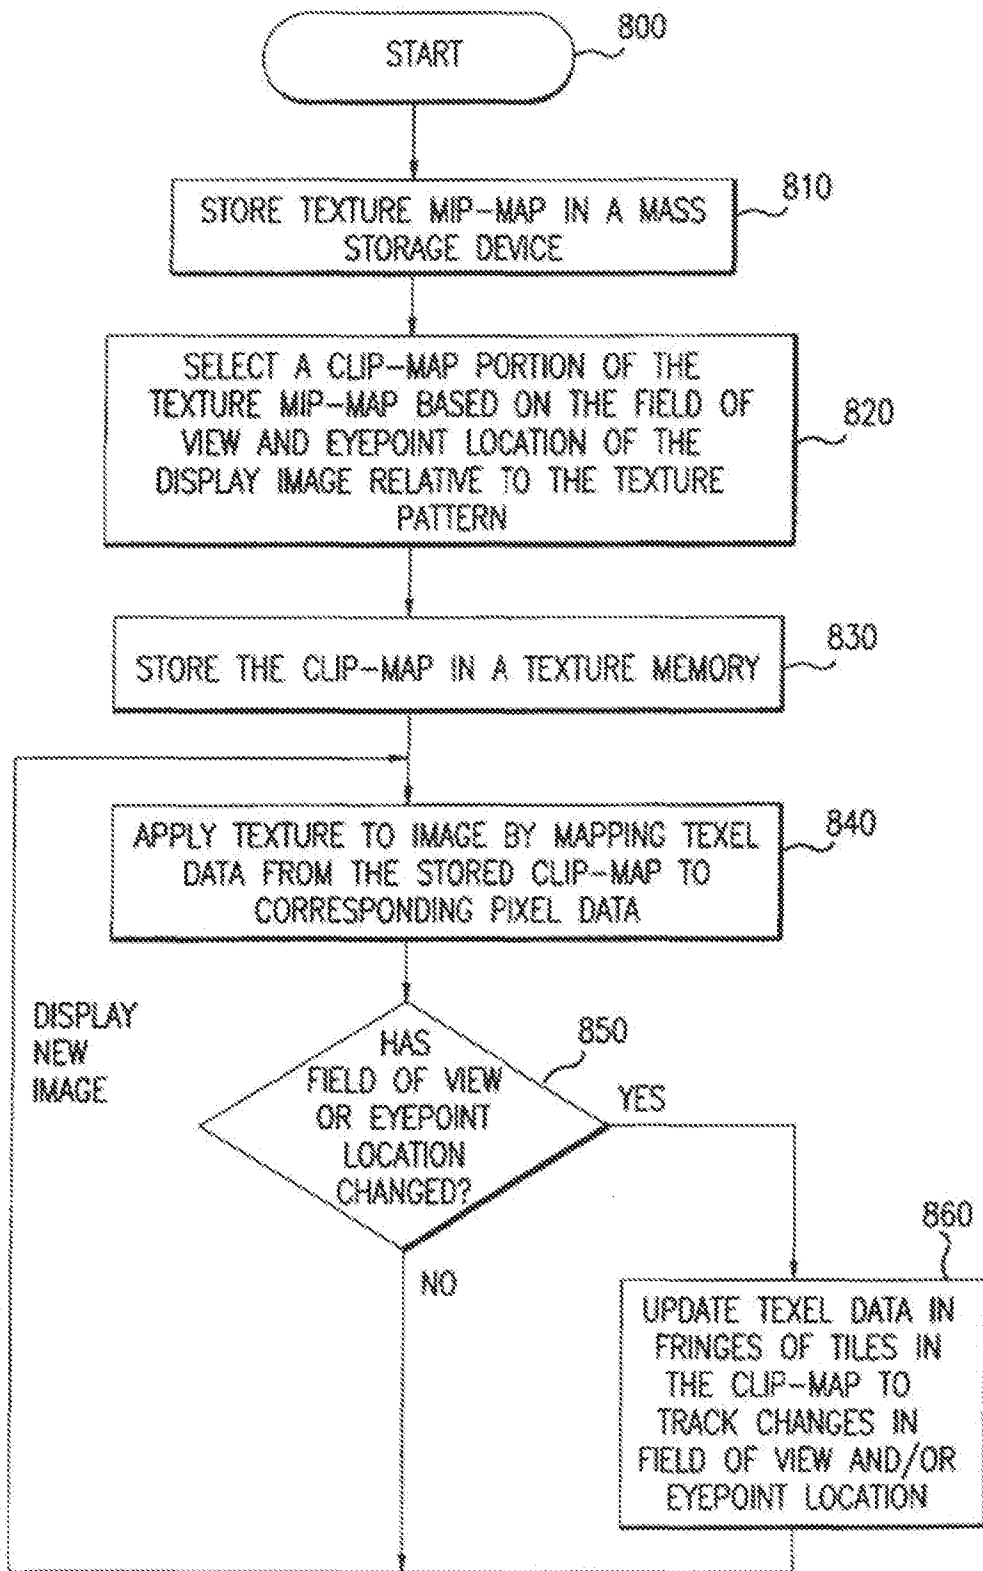 START
800
STORE TEXTURE MIP-MAP IN A MASS
STORAGE DEVICE
810
SELECT A CLIP-MAP PORTION OF THE
TEXTURE MIP-MAP BASED ON THE FIELD OF
VIEW AND EYEPOINT LOCATION OF THE
DISPLAY IMAGE RELATIVE TO THE TEXTURE
PATTERN
820
STORE THE CLIP-MAP IN A TEXTURE MEMORY
830
APPLY TEXTURE TO IMAGE BY MAPPING TEXEL
DATA FROM THE STORED CLIP-MAP TO
CORRESPONDING PIXEL DATA
840
DISPLAY
NEW
IMAGE
HAS
FIELD OF VIEW
OR EYEPOINT
LOCATION
CHANGED?
850
YES
NO
860
UPDATE TEXEL DATA IN
FRINGES OF TILES IN
THE CLIP-MAP TO
TRACK CHANGES IN
FIELD OF VIEW AND/OR
EYEPOINT LOCATION